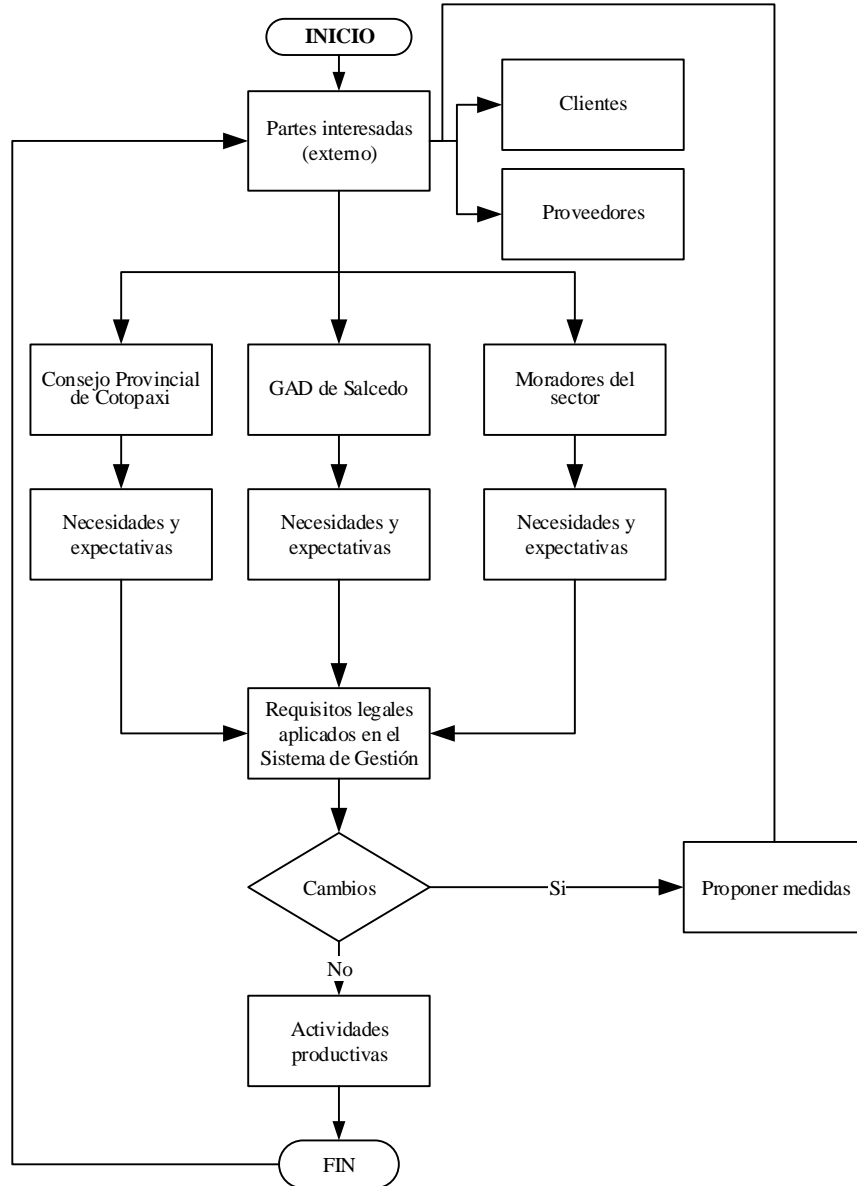 INICIO
Partes interesadas
(externo)
Clientes
Proveedores
Consejo Provincial
de Cotopaxi
GAD de Salcedo
Moradores del
sector
Necesidades y
expectativas
Necesidades y
expectativas
Necesidades y
expectativas
Requisitos legales
aplicados en el
Sistema de Gestión
Cambios
Si
Proponer medidas
No
Actividades
productivas
FIN